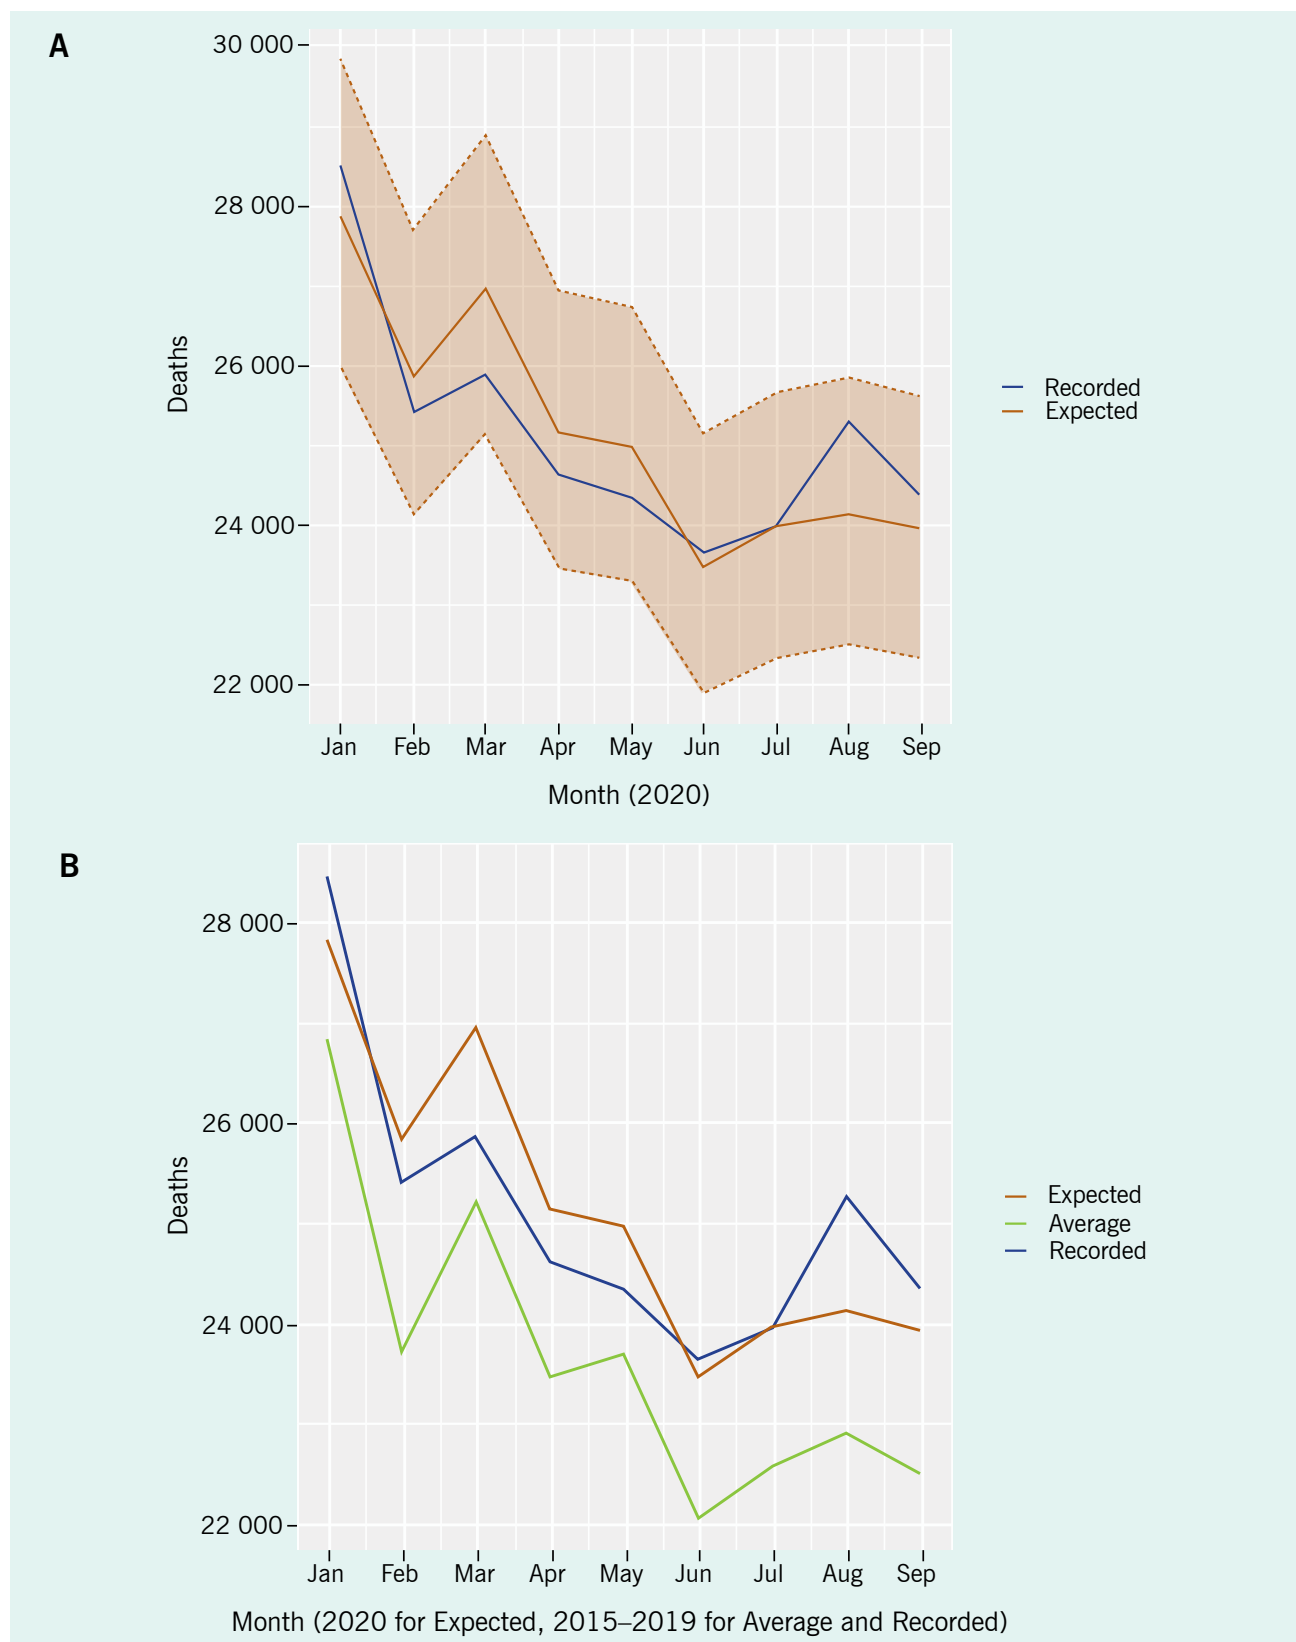 A
30 000
28 000
26 000
24 000
22 000
Deaths
Recorded
Expected
Jan Feb Mar Apr May Jun Jul Aug Sep
Month (2020)
B
28 000
26 000
24 000
22 000
Deaths
Expected
Average
Recorded
Jan Feb Mar Apr May Jun Jul Aug Sep
Month (2020 for Expected, 2015–2019 for Average and Recorded)